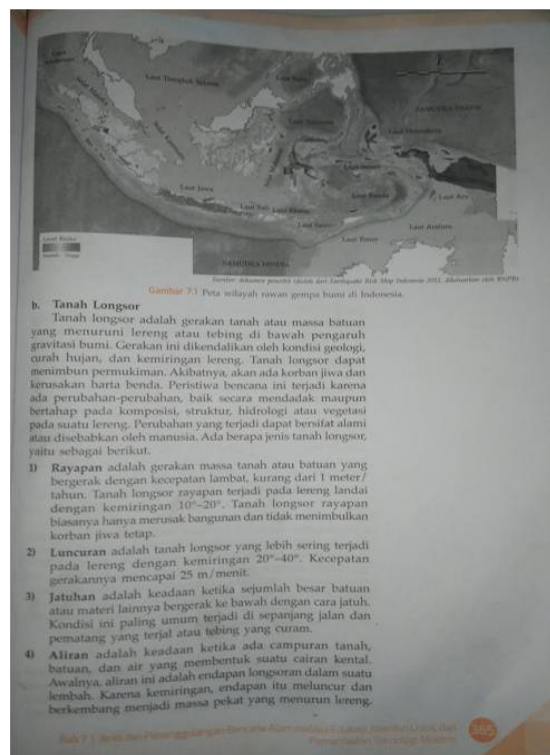 Laut Tiongkok Selatan
SAMUDRA PASIFIK
Laut Jawa
Laut Bali
Laut Banda
Laut Aru
Laut Arafura
Laut Timor
SAMUDRA HINDIA
Gambar 7.1 Peta wilayah rawan gempa bumi di Indonesia.
b. Tanah Longsor
Tanah longsor adalah gerakan tanah atau massa batuan
yang menuruni lereng atau tebing di bawah pengaruh
gravitasi bumi. Gerakan ini dikendalikan oleh kondisi geologi,
curah hujan, dan kemiringan lereng. Tanah longsor dapat
menimbun permukiman. Akibatnya, akan ada korban jiwa dan
kerusakan harta benda. Peristiwa bencana ini terjadi karena
ada perubahan-perubahan, baik secara mendadak maupun
bertahap pada komposisi, struktur, hidrologi atau vegetasi
pada suatu lereng. Perubahan yang terjadi dapat bersifat alami
atau disebabkan oleh manusia. Ada berapa jenis tanah longsor,
yaitu sebagai berikut.
1) Rayapan adalah gerakan massa tanah atau batuan yang
bergerak dengan kecepatan lambat, kurang dari 1 meter/
tahun. Tanah longsor rayapan terjadi pada lereng landai
dengan kemiringan 10°–20°. Tanah longsor rayapan
biasanya hanya merusak bangunan dan tidak menimbulkan
korban jiwa tetap.
2) Luncuran adalah tanah longsor yang lebih sering terjadi
pada lereng dengan kemiringan 20°–40°. Kecepatan
gerakannya mencapai 25 m/menit.
3) Jatuhan adalah keadaan ketika sejumlah besar batuan
atau materi lainnya bergerak ke bawah dengan cara jatuh.
Kondisi ini paling umum terjadi di sepanjang jalan dan
pematang yang terjal atau tebing yang curam.
4) Aliran adalah keadaan ketika ada campuran tanah,
batuan, dan air yang membentuk suatu cairan kental.
Awalnya, aliran ini adalah endapan longsoran dalam suatu
lembah. Karena kemiringan, endapan itu meluncur dan
berkembang menjadi massa pekat yang menurun lereng.
385